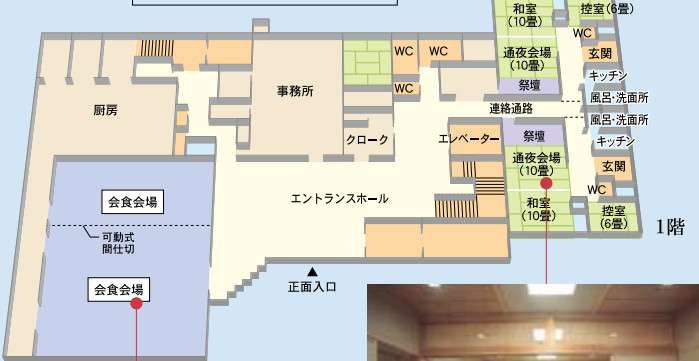 和室
(10畳)
控室(6畳)
WC
通夜会場
(10畳)
玄関
祭壇
キッチン
連絡通路
風呂・洗面所
風呂・洗面所
祭壇
キッチン
WC
WC
WC
厨房
事務所
クローク
エレベーター
通夜会場
(10畳)
玄関
WC
和室
(10畳)
控室
(6畳)
エントランスホール
会食会場
可動式
間仕切
会食会場
正面入口
1階